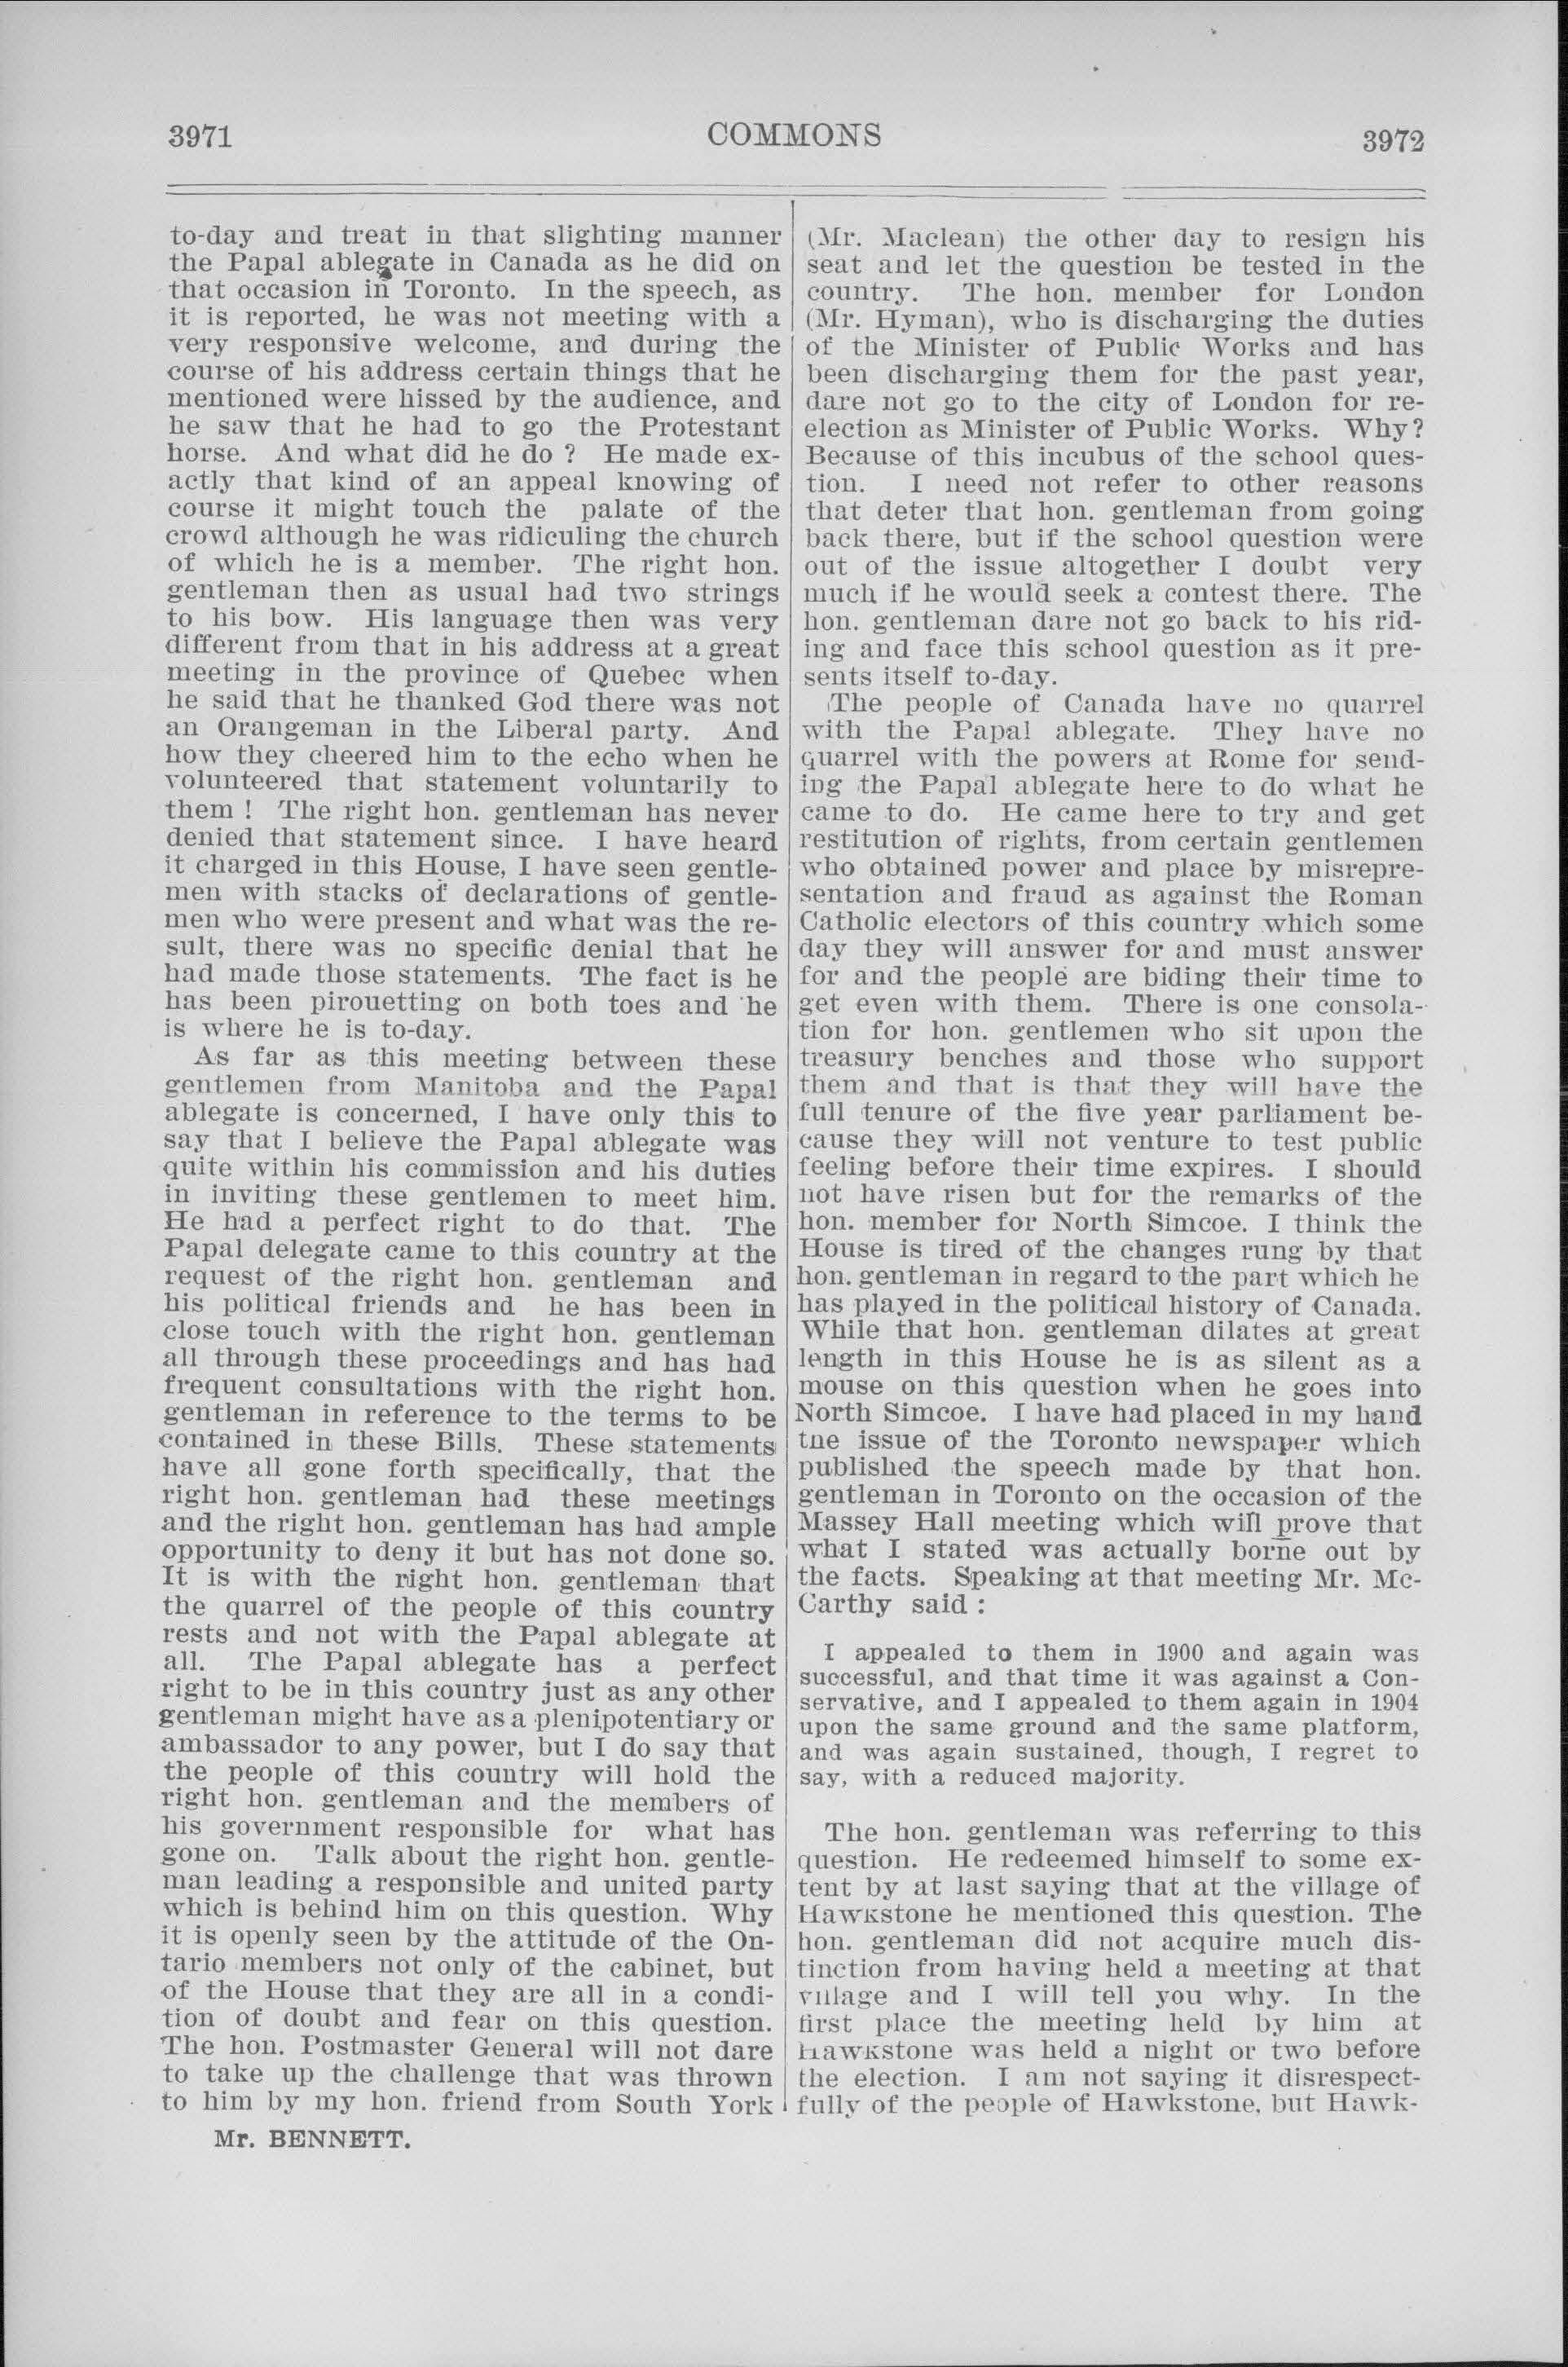 3971
COMMONS
3972
to-day and treat in that slighting manner
the Papal ablegate in Canada as he did on
that occasion in Toronto. In the speech, as
it is reported, he was not meeting with a
very responsive welcome, and during the
course of his address certain things that he
mentioned were hissed by the audience, and
he saw that he had to go the Protestant
horse. And what did he do ? He made ex-
actly that kind of an appeal knowing of
course it might touch the palate of the
crowd although he was ridiculing the church
of which he is a member. The right hon.
gentleman then as usual had two strings
to his bow. His language then was very
different from that in his address at a great
meeting in the province of Quebec when
he said that he thanked God there was not
an Orangeman in the Liberal party. And
how they cheered him to the echo when he
volunteered that statement voluntarily to
them ! The right hon. gentleman has never
denied that statement since. I have heard
it charged in this House, I have seen gentle-
men with stacks of declarations of gentle-
men who were present and what was the re-
sult, there was no specific denial that he
had made those statements. The fact is he
has been pirouetting on both toes and he
is where he is to-day.
As far as this meeting between these
gentlemen from Manitoba and the Papal
ablegate is concerned, I have only this to
say that I believe the Papal ablegate was
quite within his commission and his duties
in inviting these gentlemen to meet him.
He had a perfect right to do that. The
Papal delegate came to this country at the
request of the right hon. gentleman and
his political friends and he has been in
close touch with the right hon. gentleman
all through these proceedings and has had
frequent consultations with the right hon.
gentleman in reference to the terms to be
contained in these Bills. These statements
have all gone forth specifically, that the
right hon. gentleman had these meetings
and the right hon. gentleman has had ample
opportunity to deny it but has not done so.
It is with the right hon. gentleman that
the quarrel of the people of this country
rests and not with the Papal ablegate at
all. The Papal ablegate has a perfect
right to be in this country just as any other
gentleman might have as a plenipotentiary or
ambassador to any power, but I do say that
the people of this country will hold the
right hon. gentleman and the members of
his government responsible for what has
gone on. Talk about the right hon. gentle-
man leading a responsible and united party
which is behind him on this question. Why
it is openly seen by the attitude of the On-
tario members not only of the cabinet, but
of the House that they are all in a condi-
tion of doubt and fear on this question.
The hon. Postmaster General will not dare
to take up the challenge that was thrown
to him by my hon. friend from South York
Mr. BENNETT.
(Mr. Maclean) the other day to resign his
seat and let the question be tested in the
country. The hon. member for London
(Mr. Hyman), who is discharging the duties
of the Minister of Public Works and has
been discharging them for the past year,
dare not go to the city of London for re-
election as Minister of Public Works. Why?
Because of this incubus of the school ques-
tion. I need not refer to other reasons
that deter that hon. gentleman from going
back there, but if the school question were
out of the issue altogether I doubt very
much if he would seek a contest there. The
hon. gentleman dare not go back to his rid-
ing and face this school question as it pre-
sents itself to-day.
The people of Canada have no quarrel
with the Papal ablegate. They have no
quarrel with the powers at Rome for send-
ing the Papal ablegate here to do what he
came to do. He came here to try and get
restitution of rights, from certain gentlemen
who obtained power and place by misrepre-
sentation and fraud as against the Roman
Catholic electors of this country which some
day they will answer for and must answer
for and the people are biding their time to
get even with them. There is one consola-
tion for hon. gentlemen who sit upon the
treasury benches and those who support
them and that is that they will have the
full tenure of the five year parliament be-
cause they will not venture to test public
feeling before their time expires. I should
not have risen but for the remarks of the
hon. member for North Simcoe. I think the
House is tired of the changes rung by that
hon. gentleman in regard to the part which he
has played in the political history of Canada.
While that hon. gentleman dilates at great
length in this House he is as silent as a
mouse on this question when he goes into
North Simcoe. I have had placed in my hand
the issue of the Toronto newspaper which
published the speech made by that hon.
gentleman in Toronto on the occasion of the
Massey Hall meeting which will prove that
what I stated was actually borne out by
the facts. Speaking at that meeting Mr. Mc-
Carthy said :
I appealed to them in 1900 and again was
successful, and that time it was against a Con-
servative, and I appealed to them again in 1904
upon the same ground and the same platform,
and was again sustained, though, I regret to
say, with a reduced majority.
The hon. gentleman was referring to this
question. He redeemed himself to some ex-
tent by at last saying that at the village of
Hawkstone he mentioned this question. The
hon. gentleman did not acquire much dis-
tinction from having held a meeting at that
village and I will tell you why. In the
first place the meeting held by him at
Hawkstone was held a night or two before
the election. I am not saying it disrespect-
fully of the people of Hawkstone, but Hawk-